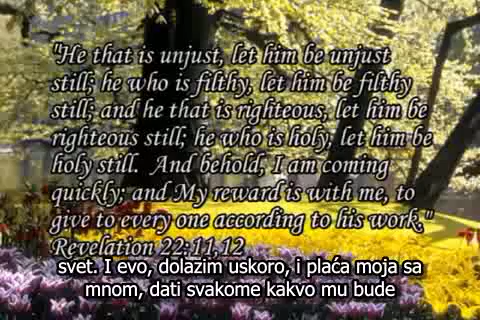 "He that is unjust, let him be unjust
still; he who is filthy, let him be filthy
still; and he that is righteous, let him be
righteous still; he who is holy, let him be
holy still. And behold, I am coming
quickly; and My reward is with me, to
give to every one according to his work."
Revelation 22:11,12
svet. I evo, dolazim uskoro, i plaća moja sa
mnom, dati svakome kakvo mu bude